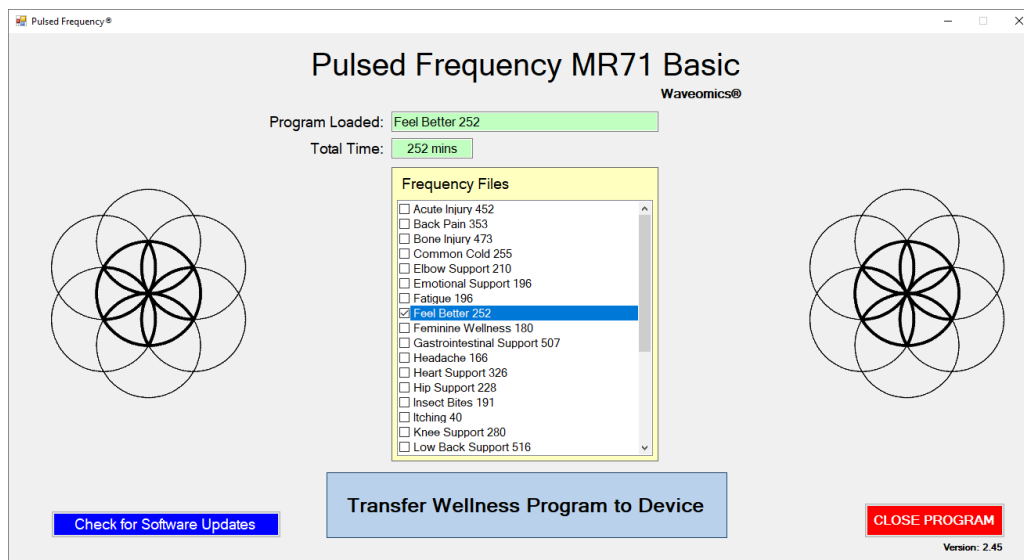 Pulsed Frequency®
Pulsed Frequency MR71 Basic
Waveomics®
Program Loaded: Feel Better 252
Total Time: 252 mins
Frequency Files
Acute Injury 452
Back Pain 353
Bone Injury 473
Common Cold 255
Elbow Support 210
Emotional Support 196
Fatigue 196
Feel Better 252
Feminine Wellness 180
Gastrointestinal Support 507
Headache 166
Heart Support 326
Hip Support 228
Insect Bites 191
Itching 40
Knee Support 280
Low Back Support 516
Transfer Wellness Program to Device
Check for Software Updates
CLOSE PROGRAM
Version: 2.45